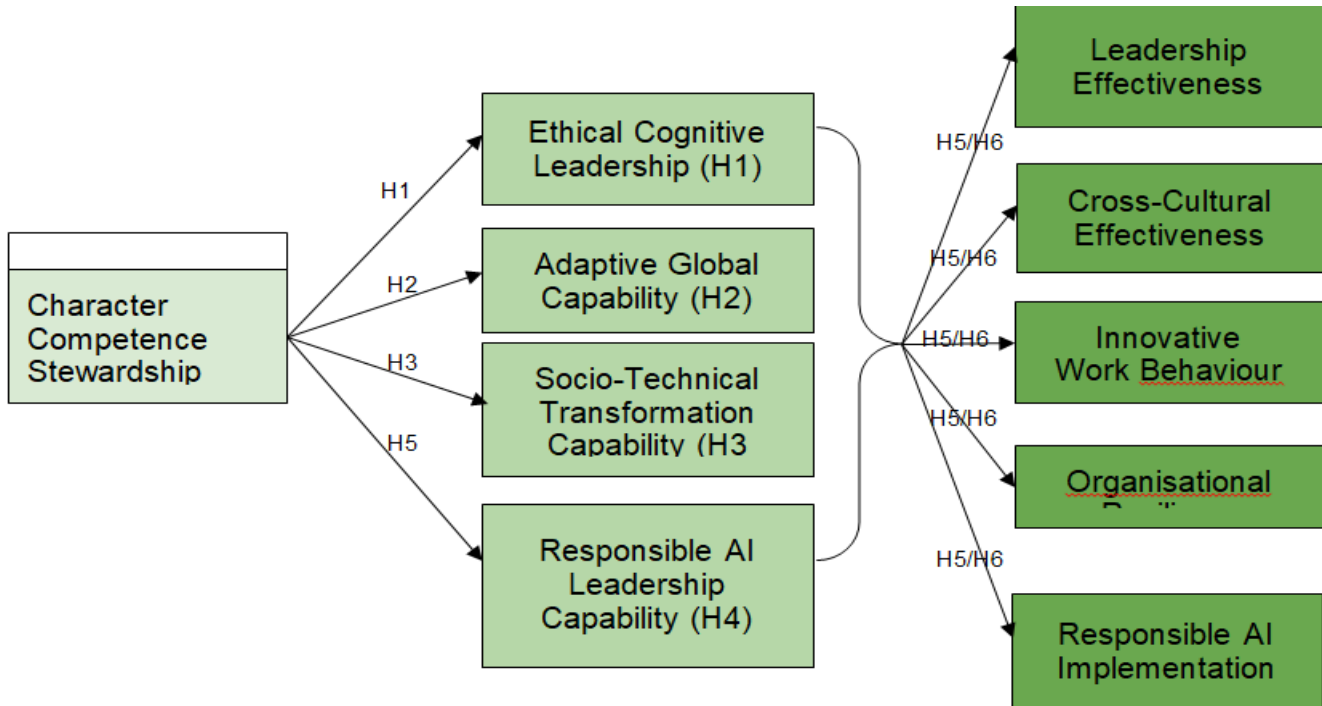 Character
Competence
Stewardship
H1
H2
H3
H5
Ethical Cognitive
Leadership (H1)
Adaptive Global
Capability (H2)
Socio-Technical
Transformation
Capability (H3
Responsible AI
Leadership
Capability (H4)
H5/H6
H5/H6
H5/H6
H5/H6
H5/H6
Leadership
Effectiveness
Cross-Cultural
Effectiveness
Innovative
Work Behaviour
Organisational
Responsible AI
Implementation